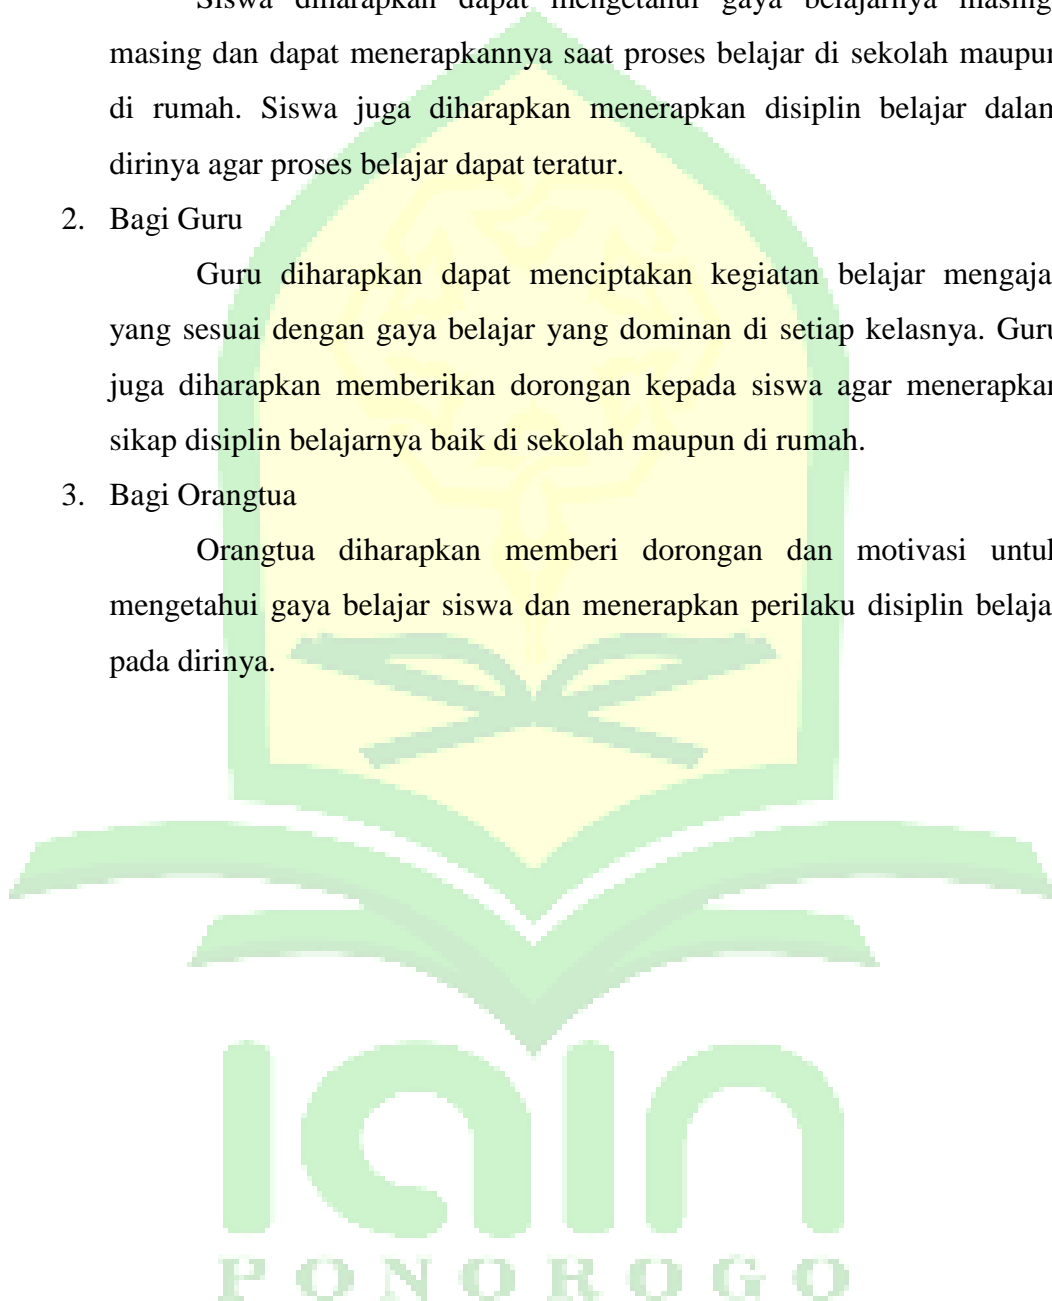 Siswa diharapkan dapat mengetahui gaya belajarnya masing
masing dan dapat menerapkannya saat proses belajar di sekolah maupun
di rumah. Siswa juga diharapkan menerapkan disiplin belajar dalam
dirinya agar proses belajar dapat teratur.
2. Bagi Guru
Guru diharapkan dapat menciptakan kegiatan belajar mengaja
yang sesuai dengan gaya belajar yang dominan di setiap kelasnya. Guru
juga diharapkan memberikan dorongan kepada siswa agar menerapkan
sikap disiplin belajarnya baik di sekolah maupun di rumah.
3. Bagi Orangtua
Orangtua diharapkan memberi dorongan dan motivasi untuk
mengetahui gaya belajar siswa dan menerapkan perilaku disiplin belaja
pada dirinya.
iain
PONOROGO